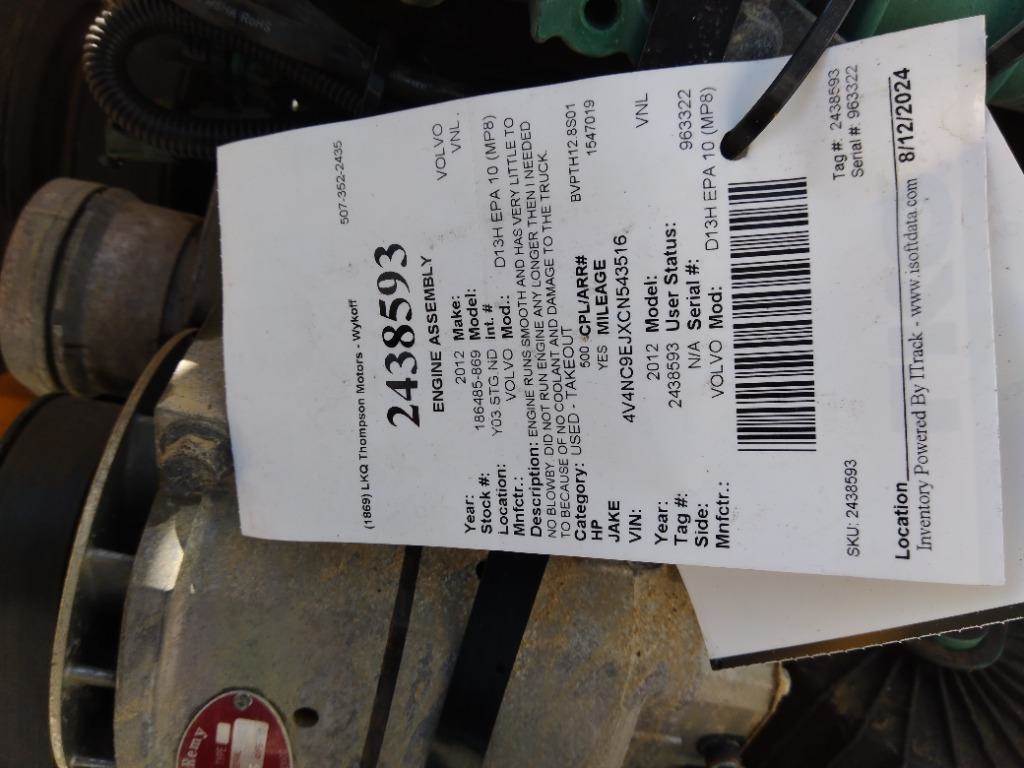 (1869) LKQ Thompson Motors - Wykoff 507-352-2435
2438593
ENGINE ASSEMBLY
Year: 2012 Make: VOLVO
Stock #: 186485-869 Model: VNL .
Location: Y03 STG ND Int. #
Mnfctr.: VOLVO Mod.: D13H EPA 10 (MP8)
Description: ENGINE RUNS SMOOTH AND HAS VERY LITTLE TO
NO BLOWBY. DID NOT RUN ENGINE ANY LONGER THEN I NEEDED
TO BECAUSE OF NO COOLANT AND DAMAGE TO THE TRUCK.
Category: USED - TAKEOUT
HP 500 CPL/ARR# BVPTH12.8S01
JAKE YES MILEAGE 1547019
VIN: 4V4NC9EJXCN543516
Year: 2012 Model: VNL
Tag #: 2438593 User Status:
Side: N/A Serial #: 963322
Mnfctr.: VOLVO Mod: D13H EPA 10 (MP8)
Tag #: 2438593
SKU: 2438593 Serial #: 963322
Location 8/12/2024
Inventory Powered By ITrack - www.isoftdata.com
Remy